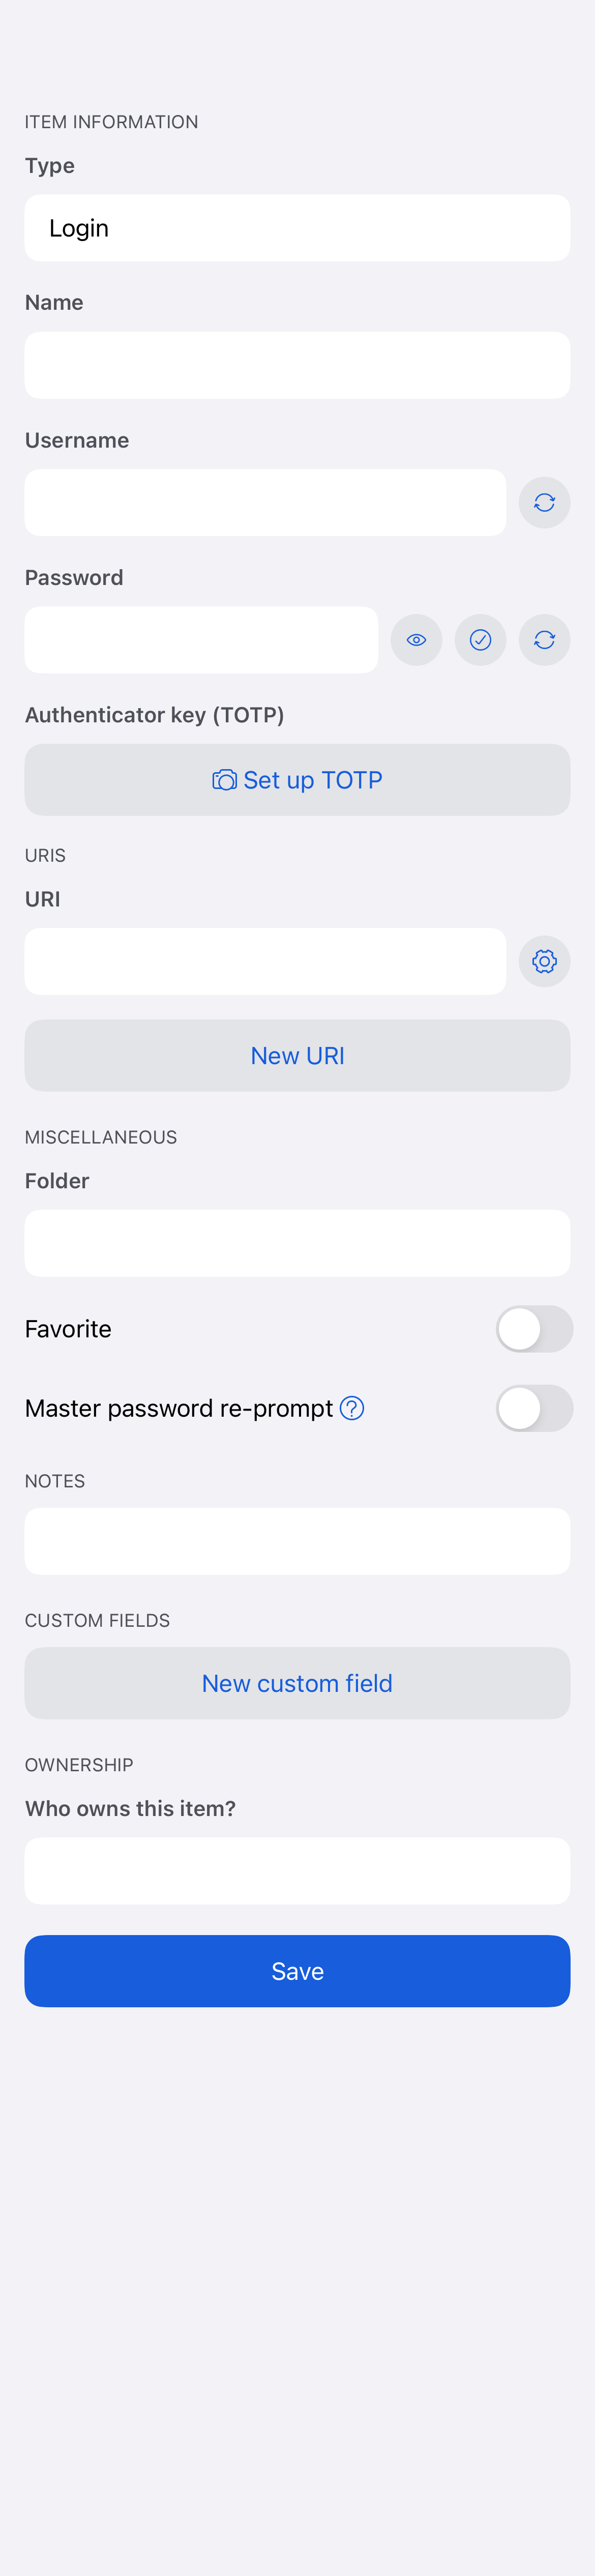 ITEM INFORMATION
Type
Login
Name
Username
Password
Authenticator key (TOTP)
Set up TOTP
URIS
URI
New URI
MISCELLANEOUS
Folder
Favorite
Master password re-prompt
NOTES
CUSTOM FIELDS
New custom field
OWNERSHIP
Who owns this item?
Save